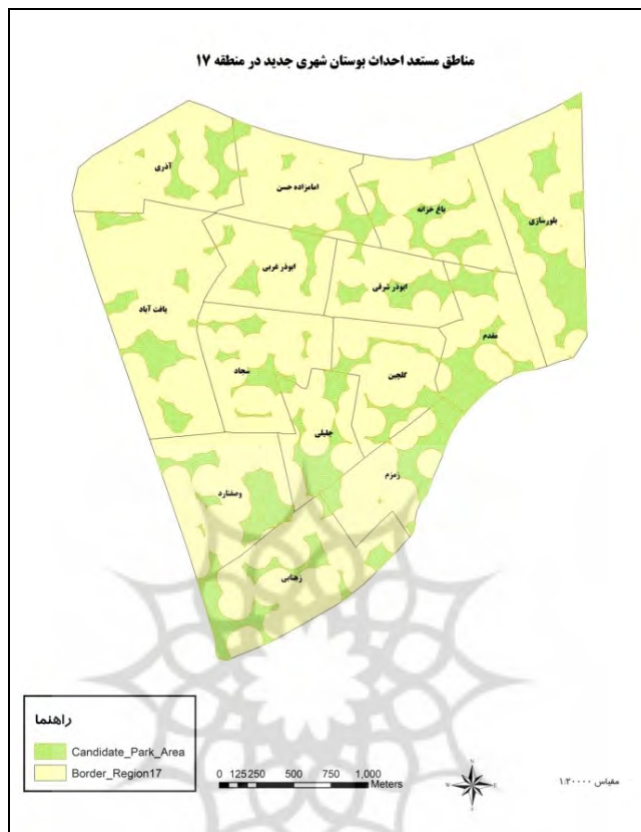 مناطق مستعد احداث بوستان شهری جدید در منطقه ۱۷
آذری
امامزاده حسن
باغ خزانه
بلورسازی
ابوذر غربی
ابوذر شرقی
یافت آباد
مقدم
سجاد
گلچین
جلیلی
زمزم
وصفنارد
زهتابی
راهنما
Candidate_Park_Area
Border_Region17
0 125 250 500 750 1,000
Meters
N
W E
S
مقیاس ۱:۲۰۰۰۰